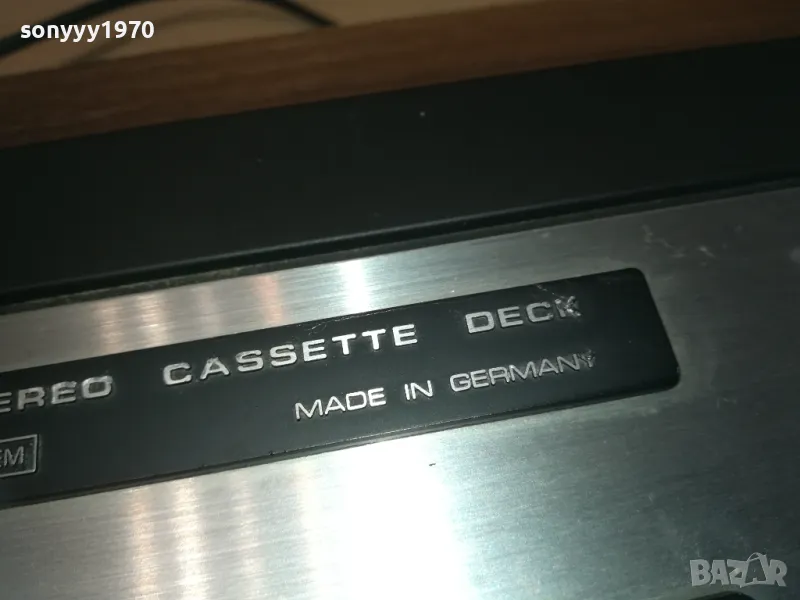 sonyyy1970
EREO CASSETTE DECK
MADE IN GERMANY
EM
BAZAR